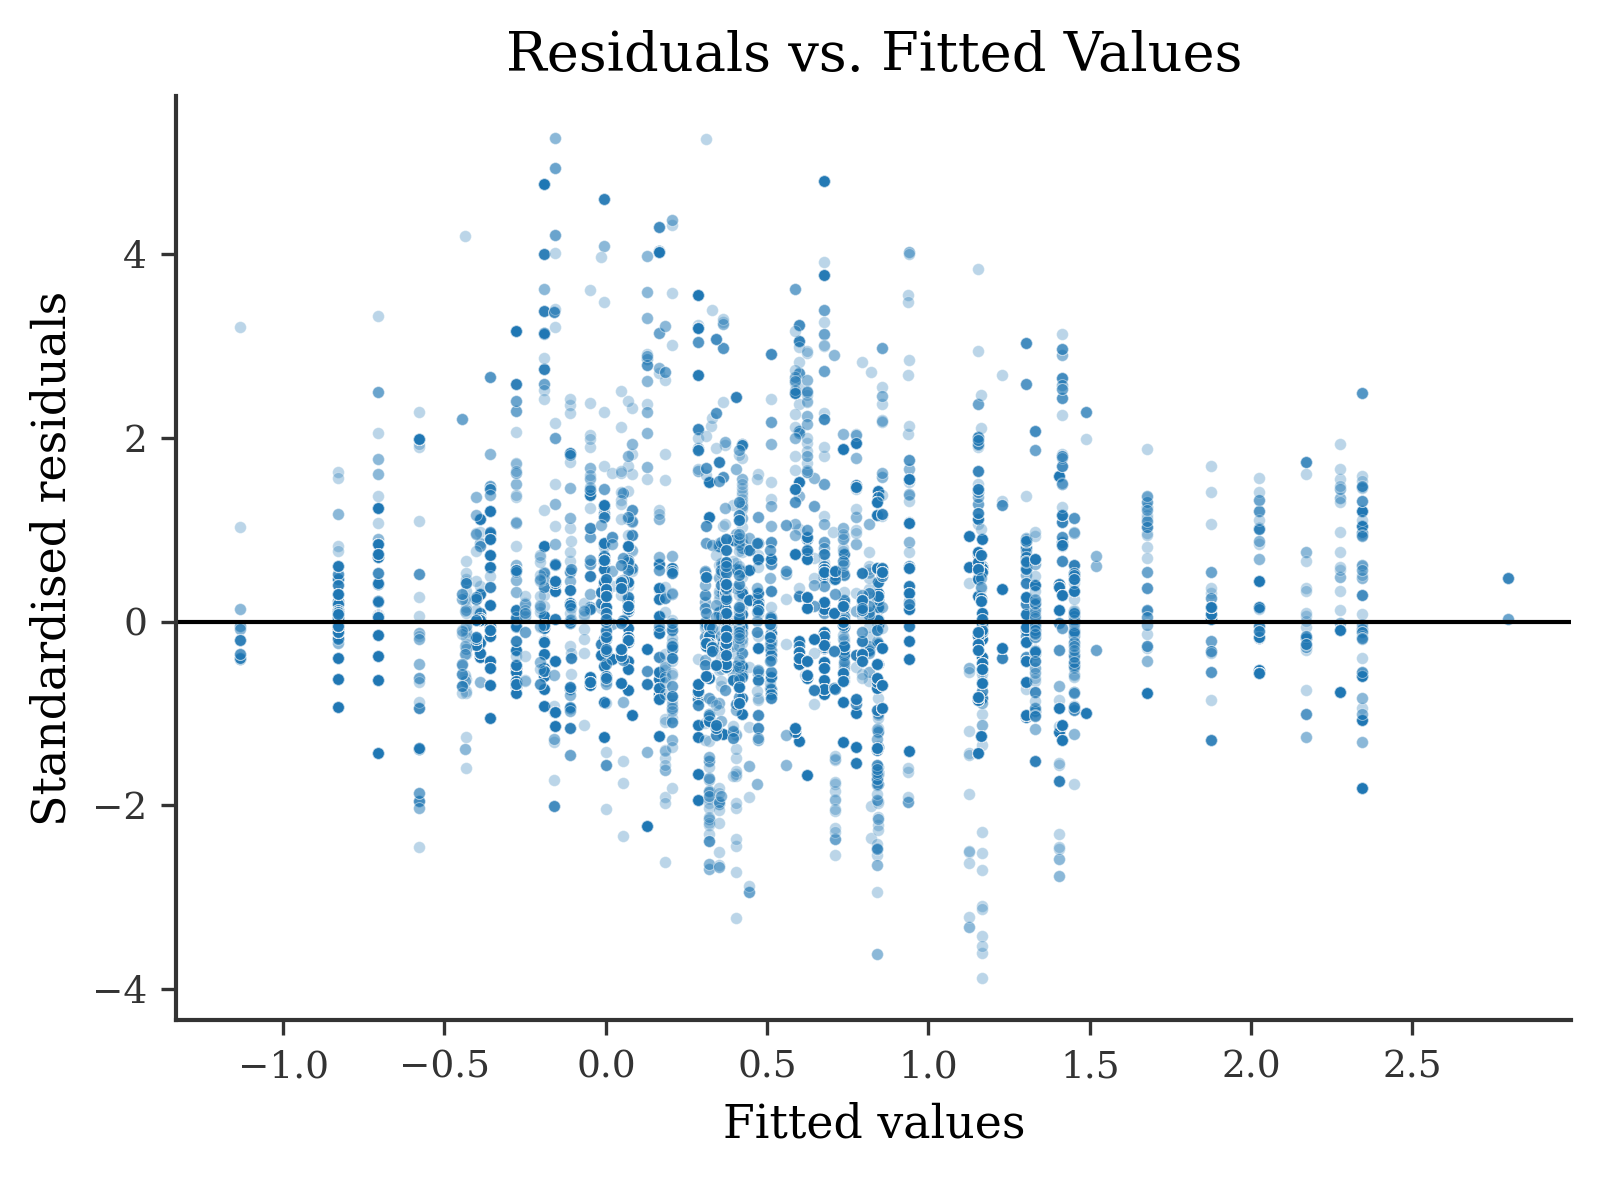 Residuals vs. Fitted Values
Standardised residuals
4
2
0
−2
−4
−1.0 −0.5 0.0 0.5 1.0 1.5 2.0 2.5
Fitted values